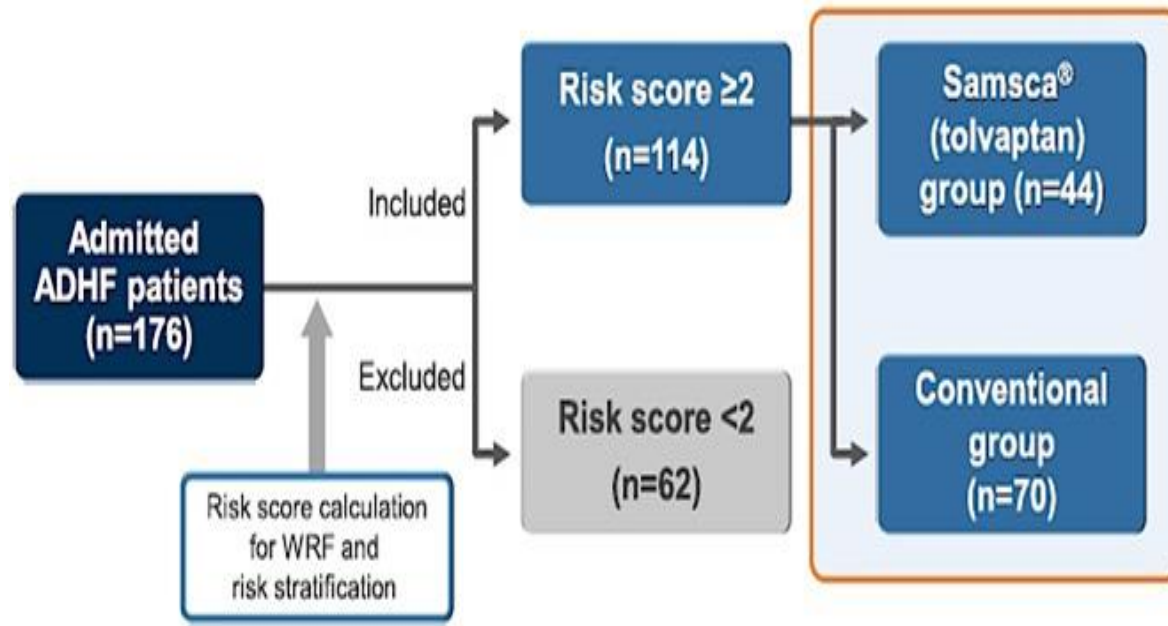 Admitted
ADHF patients
(n=176)
Risk score calculation
for WRF and
risk stratification
Included
Excluded
Risk score ≥2
(n=114)
Risk score <2
(n=62)
Samsca®
(tolvaptan)
group (n=44)
Conventional
group
(n=70)